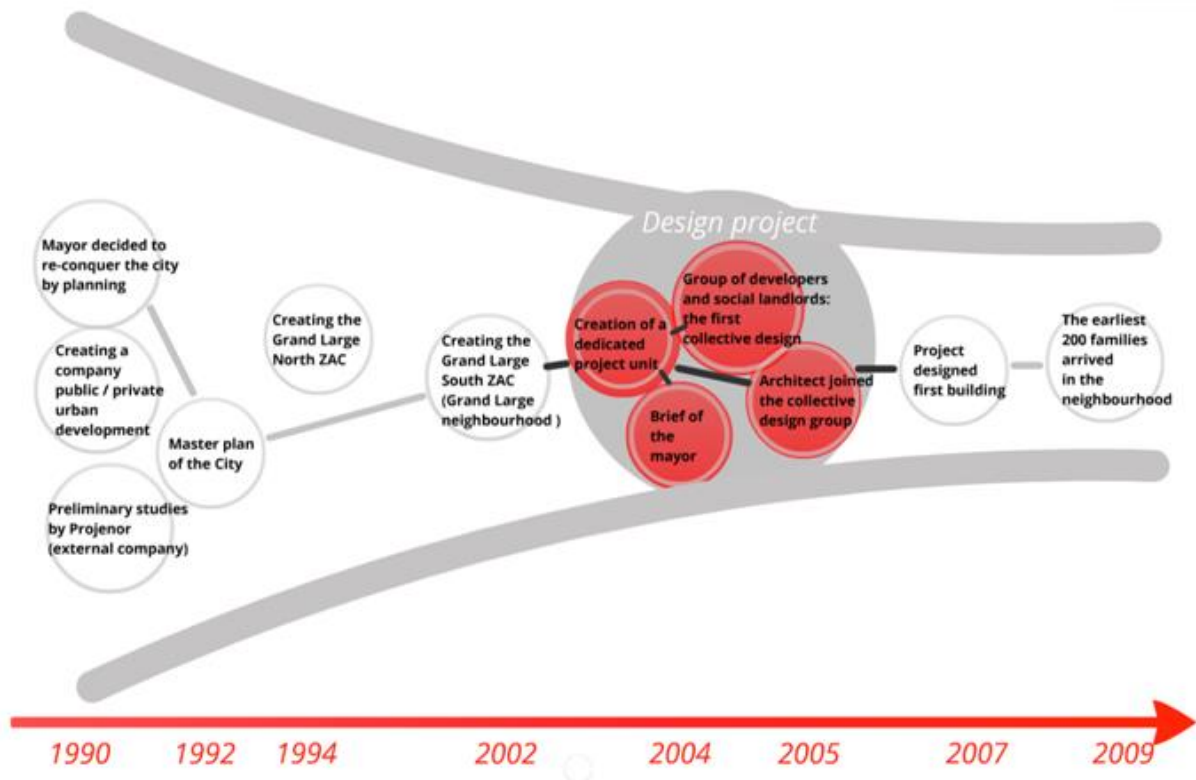 Design project
Mayor decided to
re-conquer the city
by planning
Creating a
company
public / private
urban
development
Preliminary studies
by Projenor
(external company)
Master plan
of the City
Creating the
Grand Large
North ZAC
Creating the
Grand Large
South ZAC
(Grand Large
neighbourhood )
Creation of a
dedicated
project unit
Group of developers
and social landlords:
the first
collective design
Brief of
the
mayor
Architect joined
the collective
design group
Project
designed
first building
The earliest
200 families
arrived
in the
neighbourhood
1990 1992 1994 2002 2004 2005 2007 2009